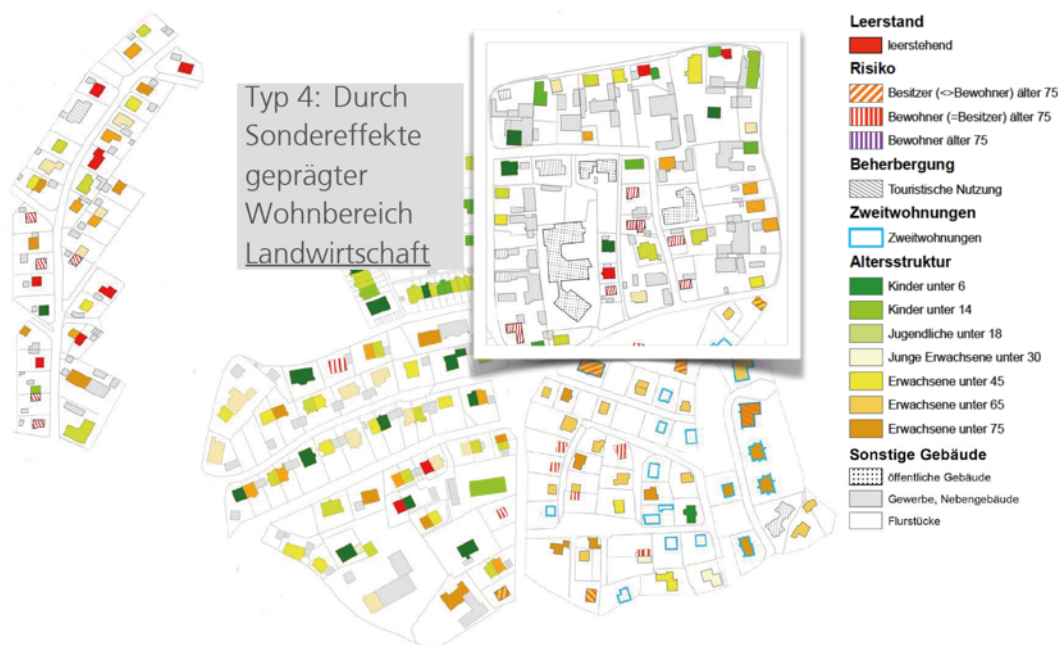 Typ 4: Durch
Sondereffekte
geprägter
Wohnbereich
Landwirtschaft
Leerstand
leerstehend
Risiko
Besitzer (<>Bewohner) älter 75
Bewohner (=Besitzer) älter 75
Bewohner älter 75
Beherbergung
Touristische Nutzung
Zweitwohnungen
Zweitwohnungen
Altersstruktur
Kinder unter 6
Kinder unter 14
Jugendliche unter 18
Junge Erwachsene unter 30
Erwachsene unter 45
Erwachsene unter 65
Erwachsene unter 75
Sonstige Gebäude
öffentliche Gebäude
Gewerbe, Nebengebäude
Flurstücke